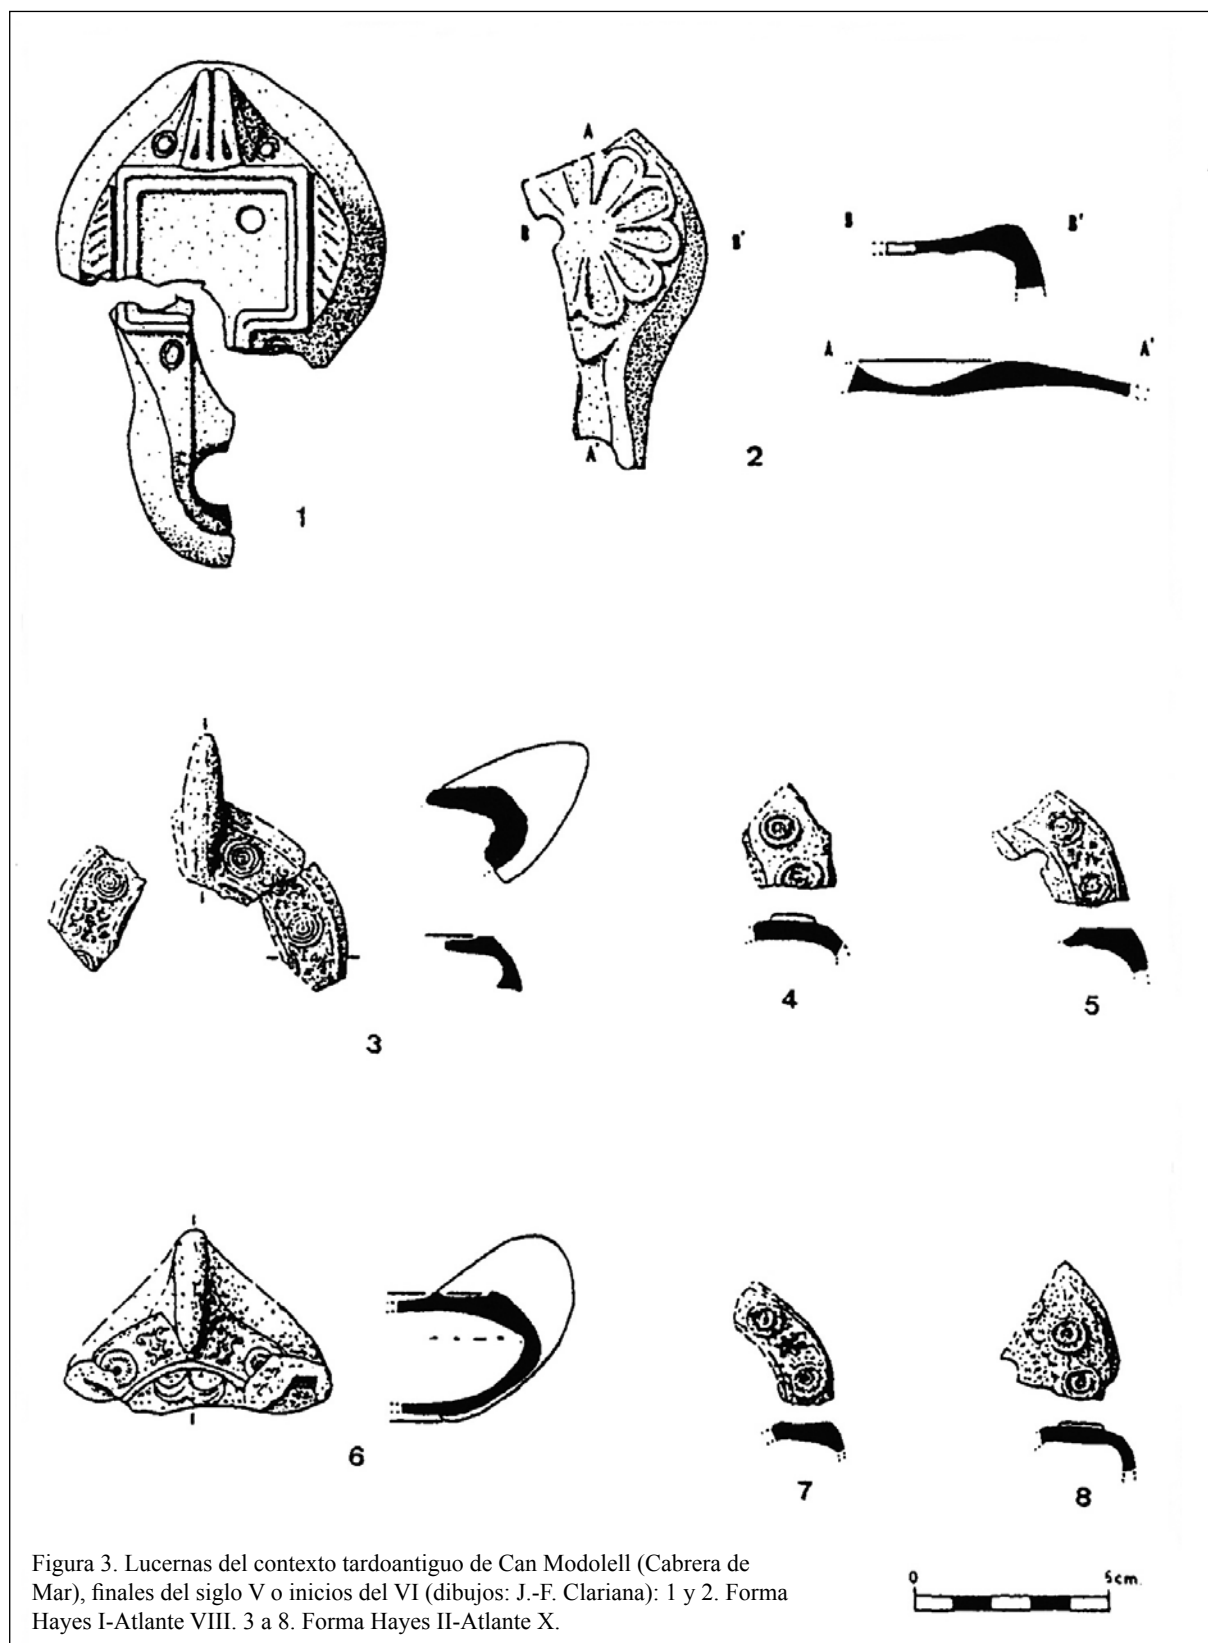 A
B
B'
A'
B
B'
A
A'
1
2
3
4
5
6
7
8
Figura 3. Lucernas del contexto tardoantiguo de Can Modolell (Cabrera de
Mar), finales del siglo V o inicios del VI (dibujos: J.-F. Clariana): 1 y 2. Forma
Hayes I-Atlante VIII. 3 a 8. Forma Hayes II-Atlante X.
0 5cm.